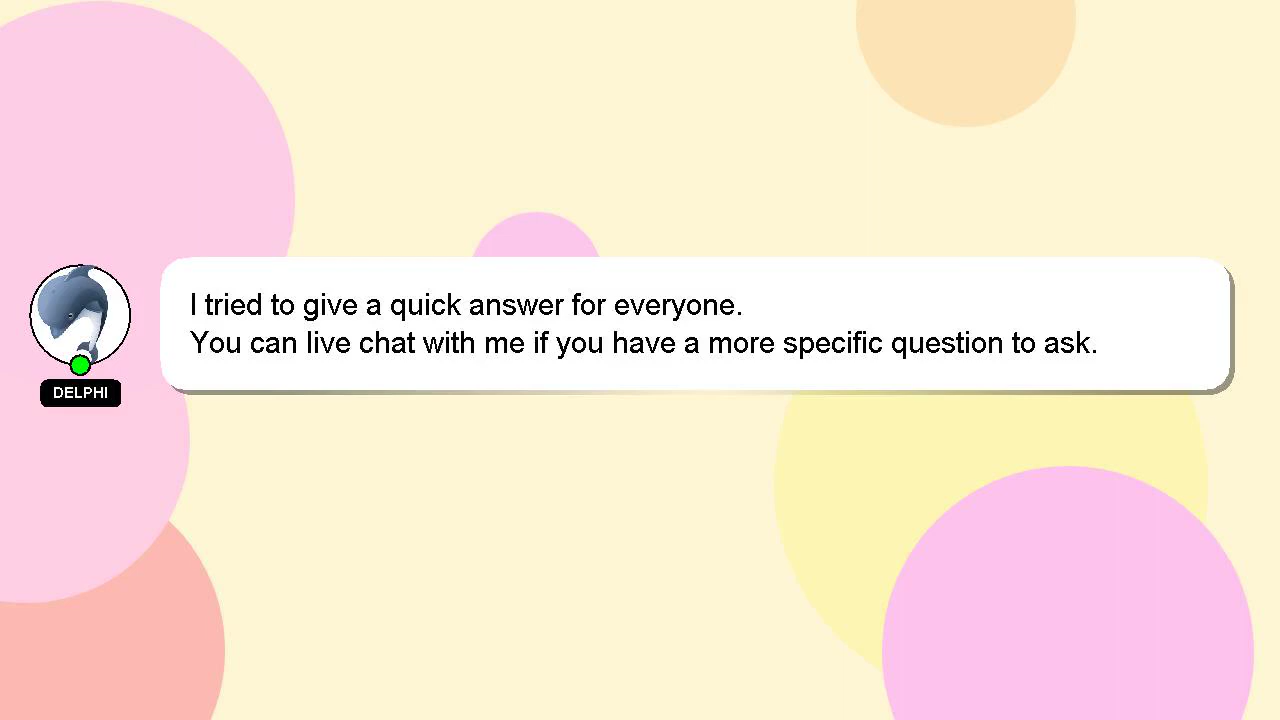 I tried to give a quick answer for everyone.
You can live chat with me if you have a more specific question to ask.
DELPHI